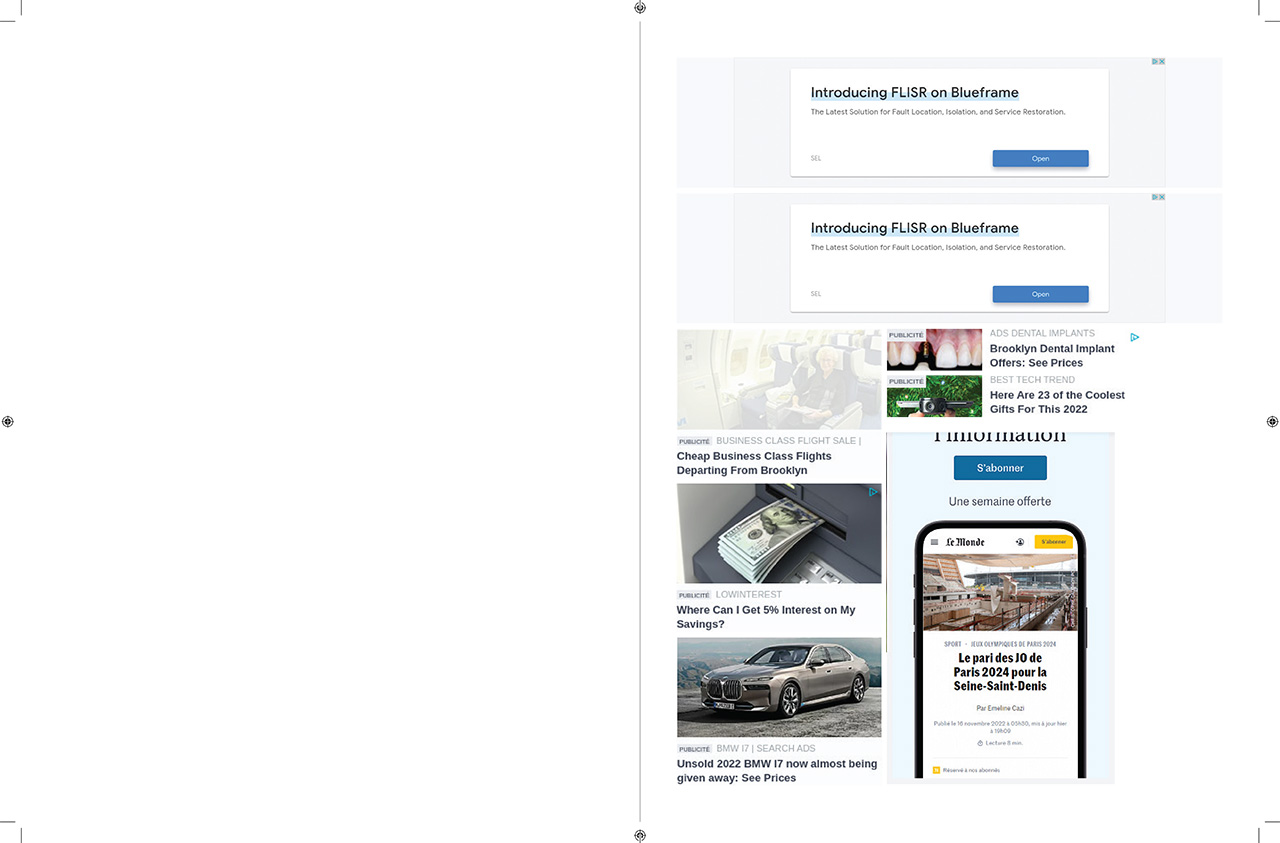 Introducing FLISR on Blueframe
The Latest Solution for Fault Location, Isolation, and Service Restoration.
SEL
Open
Introducing FLISR on Blueframe
The Latest Solution for Fault Location, Isolation, and Service Restoration.
SEL
Open
PUBLICITÉ
BUSINESS CLASS FLIGHT SALE |
Cheap Business Class Flights
Departing From Brooklyn
PUBLICITÉ
LOWINTEREST
Where Can I Get 5% Interest on My
Savings?
PUBLICITÉ
BMW I7 | SEARCH ADS
Unsold 2022 BMW I7 now almost being
given away: See Prices
PUBLICITÉ
ADS DENTAL IMPLANTS
Brooklyn Dental Implant
Offers: See Prices
PUBLICITÉ
BEST TECH TREND
Here Are 23 of the Coolest
Gifts For This 2022
l'information
S'abonner
Une semaine offerte
Le Monde
S'abonner
SPORT • JEUX OLYMPIQUES DE PARIS 2024
Le pari des JO de
Paris 2024 pour la
Seine-Saint-Denis
Par Emeline Cazi
Publié le 16 novembre 2022 à 05h30, mis à jour hier
à 19h09
Lecture 8 min.
Réservé à nos abonnés